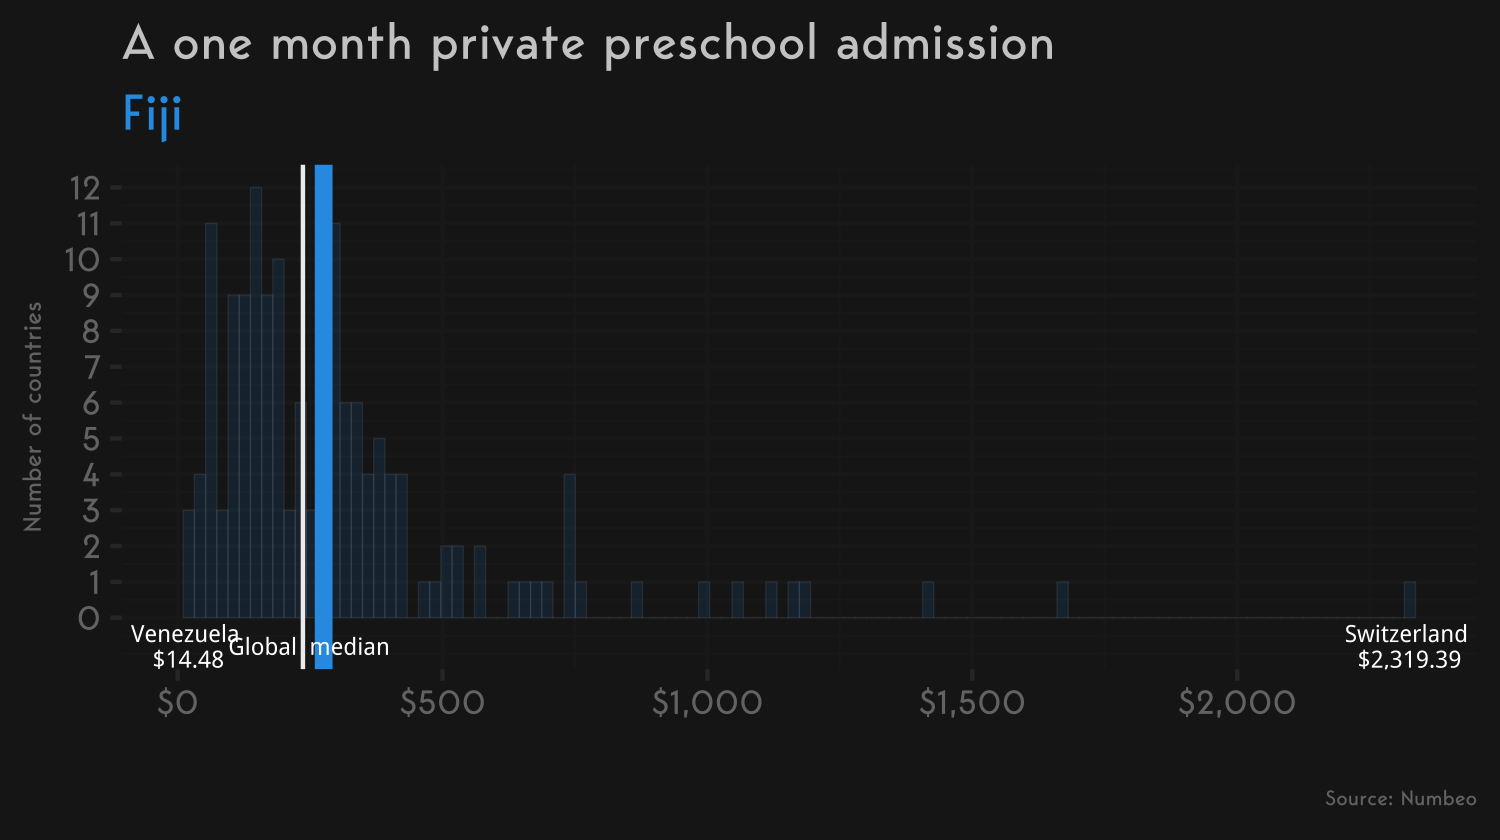 A one month private preschool admission
Fiji
Number of countries
12
11
10
9
8
7
6
5
4
3
2
1
0
Venezuela
$14.48
Global median
Switzerland
$2,319.39
$0
$500
$1,000
$1,500
$2,000
Source: Numbeo